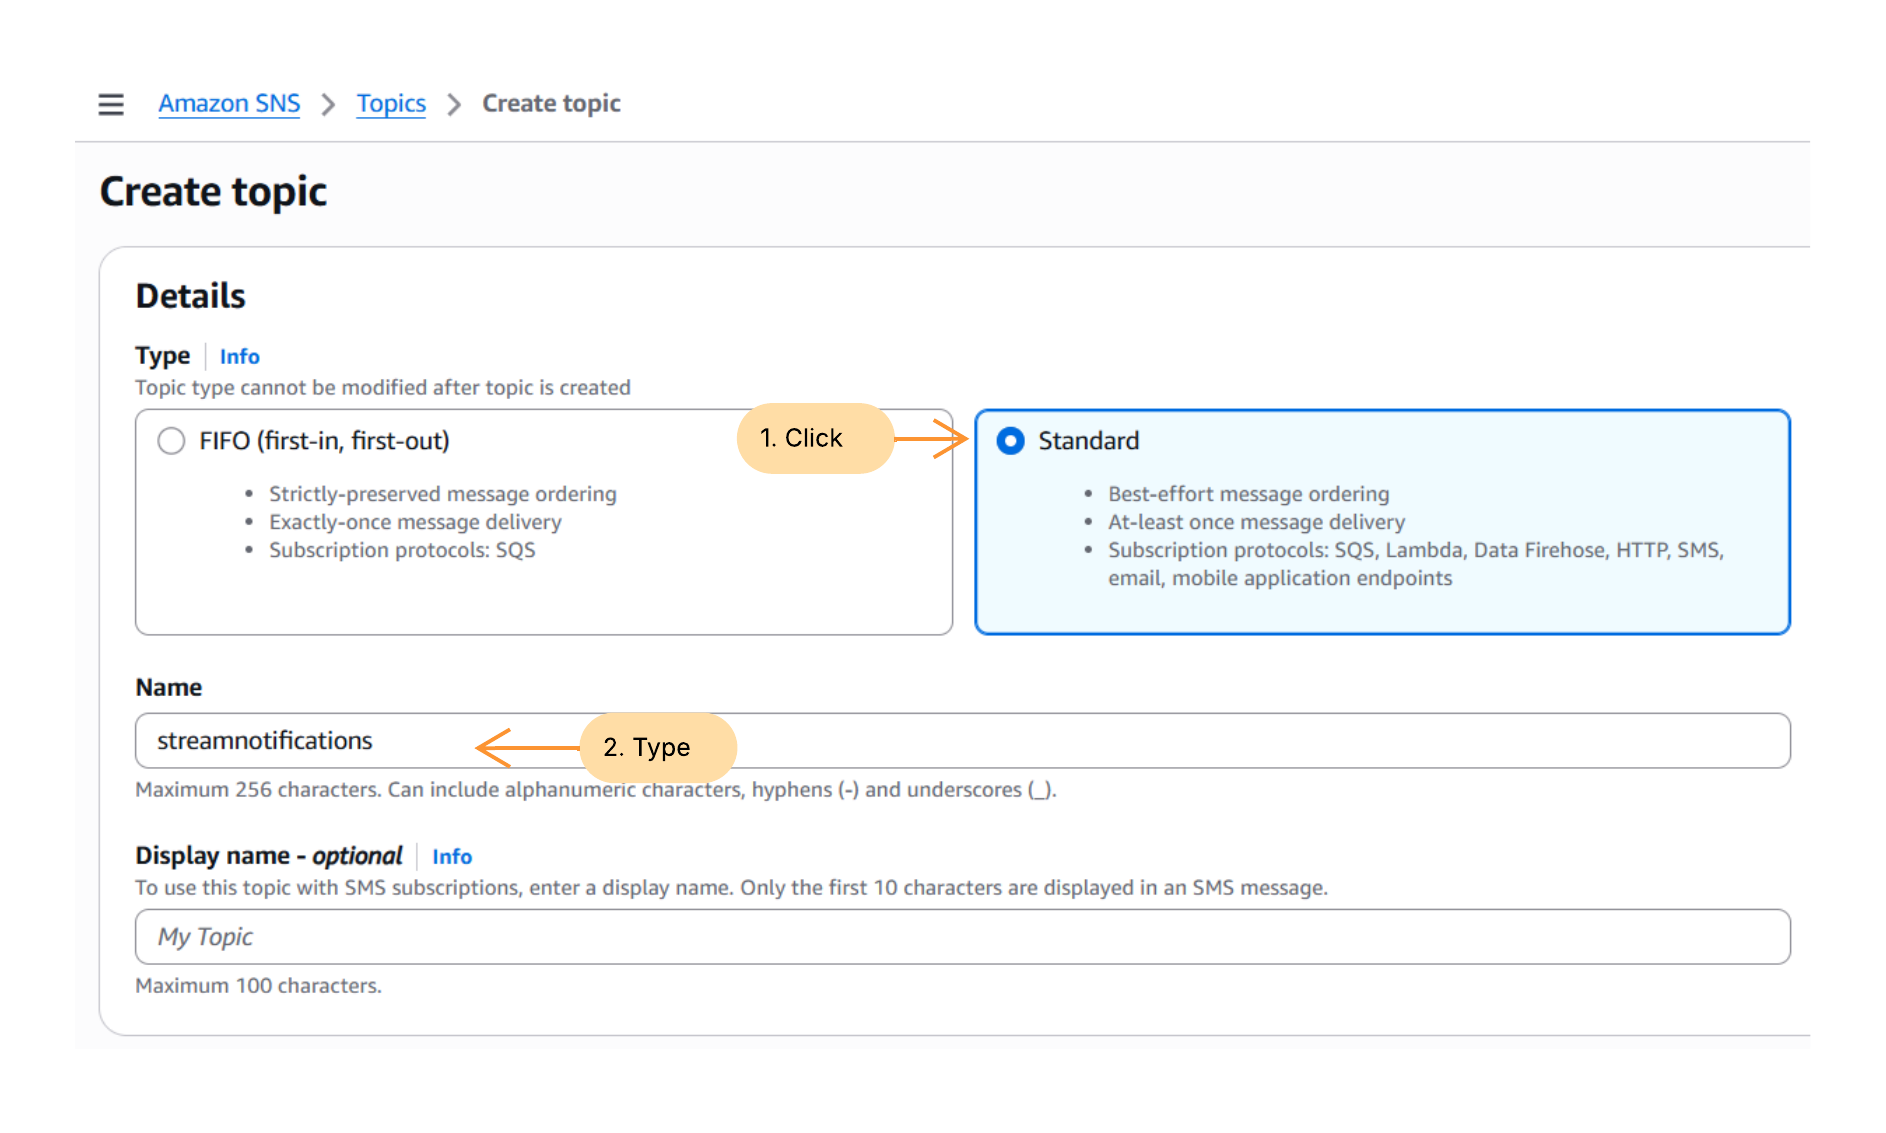 Amazon SNS > Topics > Create topic
Create topic
Details
Type Info
Topic type cannot be modified after topic is created
FIFO (first-in, first-out)
• Strictly-preserved message ordering
• Exactly-once message delivery
• Subscription protocols: SQS
1. Click
Standard
• Best-effort message ordering
• At-least once message delivery
• Subscription protocols: SQS, Lambda, Data Firehose, HTTP, SMS,
email, mobile application endpoints
Name
streamnotifications
2. Type
Maximum 256 characters. Can include alphanumeric characters, hyphens (-) and underscores (_).
Display name - optional Info
To use this topic with SMS subscriptions, enter a display name. Only the first 10 characters are displayed in an SMS message.
My Topic
Maximum 100 characters.